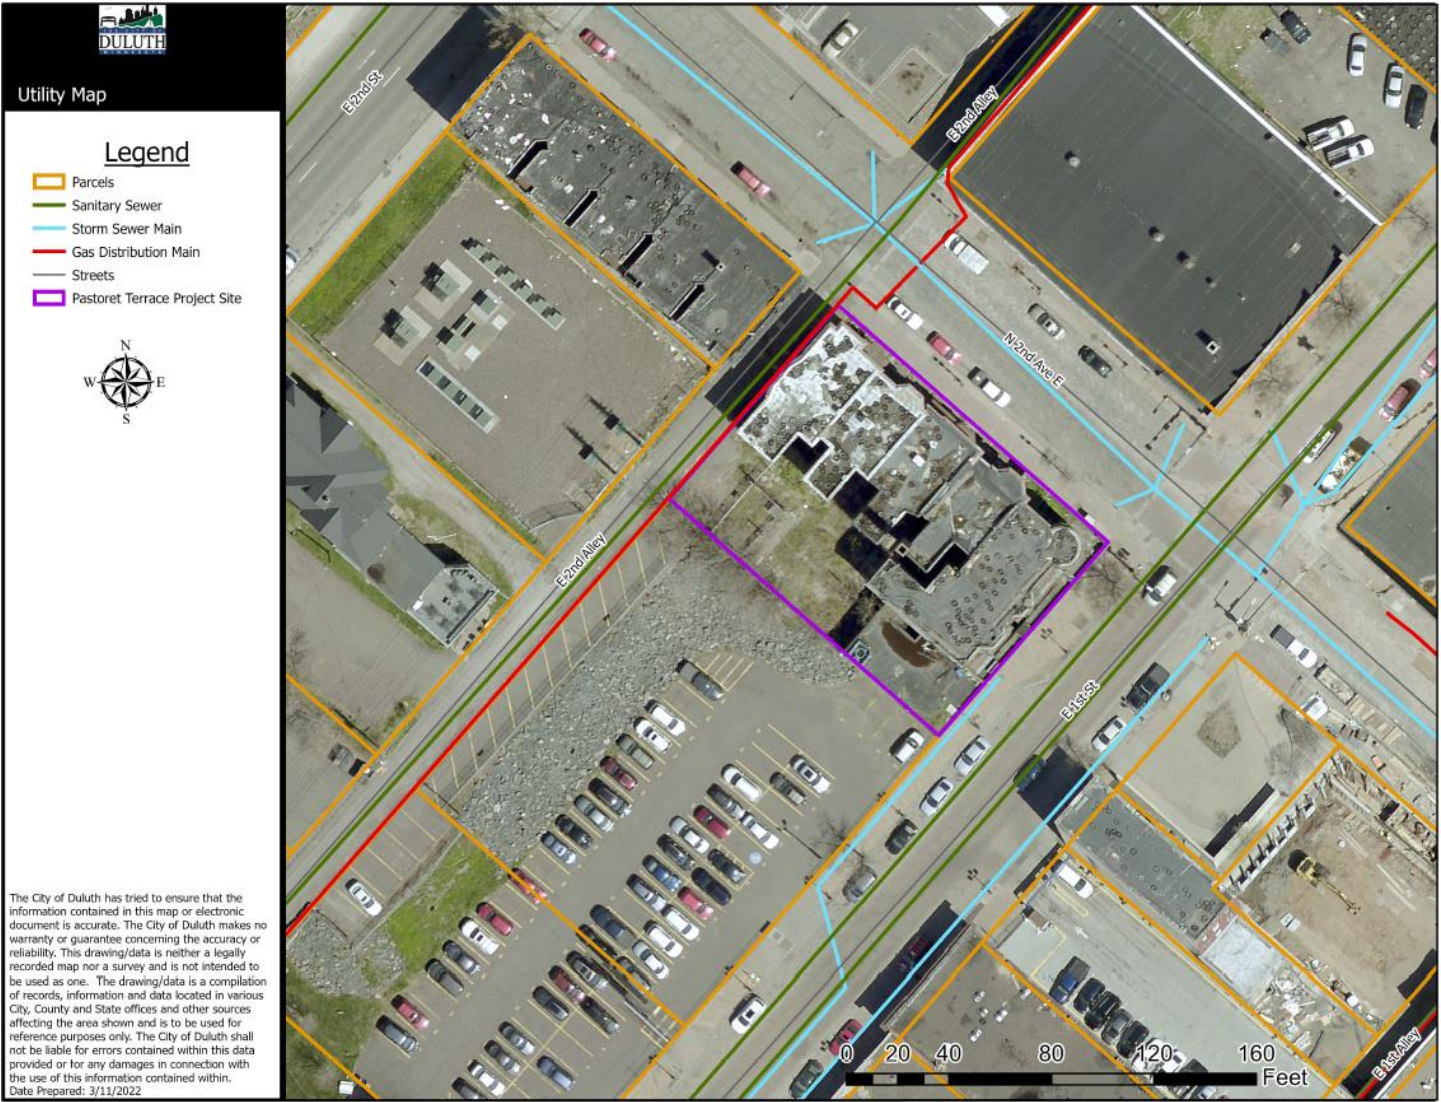 THE CITY OF
DULUTH
MINNESOTA
Utility Map
Legend
Parcels
Sanitary Sewer
Storm Sewer Main
Gas Distribution Main
Streets
Pastoret Terrace Project Site
N
W E
S
The City of Duluth has tried to ensure that the
information contained in this map or electronic
document is accurate. The City of Duluth makes no
warranty or guarantee concerning the accuracy or
reliability. This drawing/data is neither a legally
recorded map nor a survey and is not intended to
be used as one. The drawing/data is a compilation
of records, information and data located in various
City, County and State offices and other sources
affecting the area shown and is to be used for
reference purposes only. The City of Duluth shall
not be liable for errors contained within this data
provided or for any damages in connection with
the use of this information contained within.
Date Prepared: 3/11/2022
E 2nd St
E 2nd Alley
N 2nd Ave E
E 2nd Alley
E 1st St
E 1st Alley
0 20 40 80 120 160
Feet